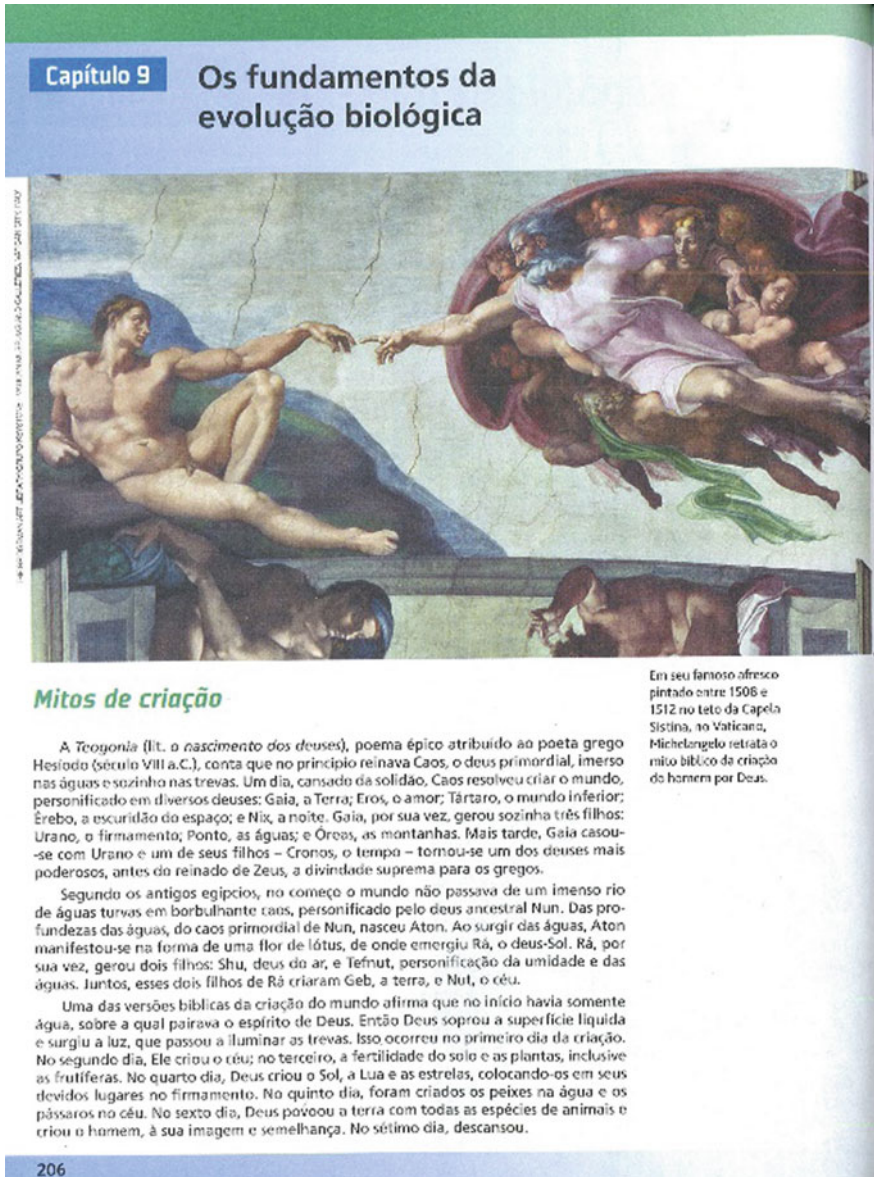 Capítulo 9
Os fundamentos da
evolução biológica
Em seu famoso afresco
pintado entre 1508 e
1512 no teto da Capela
Sistina, no Vaticano,
Michelangelo retrata o
mito bíblico da criação
do homem por Deus.
Mitos de criação
A Teogonia (lit. o nascimento dos deuses), poema épico atribuído ao poeta grego
Hesíodo (século VIII a.C.), conta que no princípio reinava Caos, o deus primordial, imerso
nas águas e sozinho nas trevas. Um dia, cansado da solidão, Caos resolveu criar o mundo,
personificado em diversos deuses: Gaia, a Terra; Eros, o amor; Tártaro, o mundo inferior;
Érebo, a escuridão do espaço; e Nix, a noite. Gaia, por sua vez, gerou sozinha três filhos:
Urano, o firmamento; Ponto, as águas; e Óreas, as montanhas. Mais tarde, Gaia casou-
-se com Urano e um de seus filhos – Cronos, o tempo – tornou-se um dos deuses mais
poderosos, antes do reinado de Zeus, a divindade suprema para os gregos.
Segundo os antigos egípcios, no começo o mundo não passava de um imenso rio
de águas turvas em borbulhante caos, personificado pelo deus ancestral Nun. Das pro-
fundezas das águas, do caos primordial de Nun, nasceu Aton. Ao surgir das águas, Aton
manifestou-se na forma de uma flor de lótus, de onde emergiu Rá, o deus-Sol. Rá, por
sua vez, gerou dois filhos: Shu, deus do ar, e Tefnut, personificação da umidade e das
águas. Juntos, esses dois filhos de Rá criaram Geb, a terra, e Nut, o céu.
Uma das versões bíblicas da criação do mundo afirma que no início havia somente
água, sobre a qual pairava o espírito de Deus. Então Deus soprou a superfície líquida
e surgiu a luz, que passou a iluminar as trevas. Isso ocorreu no primeiro dia da criação.
No segundo dia, Ele criou o céu; no terceiro, a fertilidade do solo e as plantas, inclusive
as frutíferas. No quarto dia, Deus criou o Sol, a Lua e as estrelas, colocando-os em seus
devidos lugares no firmamento. No quinto dia, foram criados os peixes na água e os
pássaros no céu. No sexto dia, Deus povoou a terra com todas as espécies de animais e
criou o homem, à sua imagem e semelhança. No sétimo dia, descansou.
206